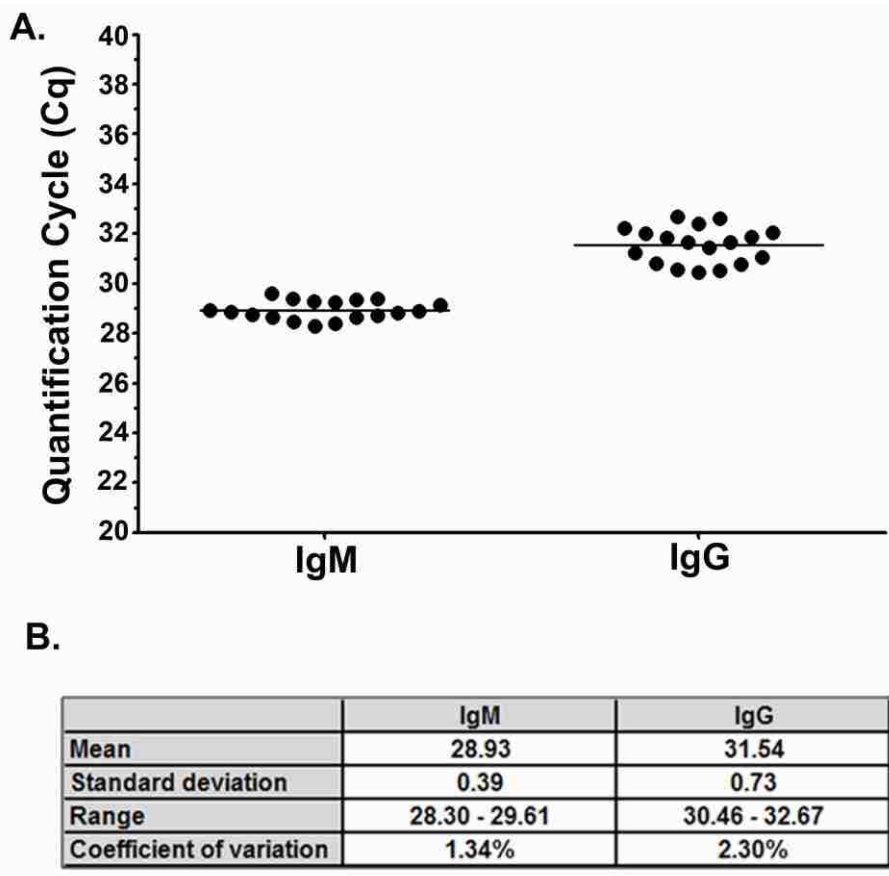 A.
Quantification Cycle (Cq)
40
38
36
34
32
30
28
26
24
22
20
IgM IgG
B.
IgM IgG
Mean 28.93 31.54
Standard deviation 0.39 0.73
Range 28.30 - 29.61 30.46 - 32.67
Coefficient of variation 1.34% 2.30%